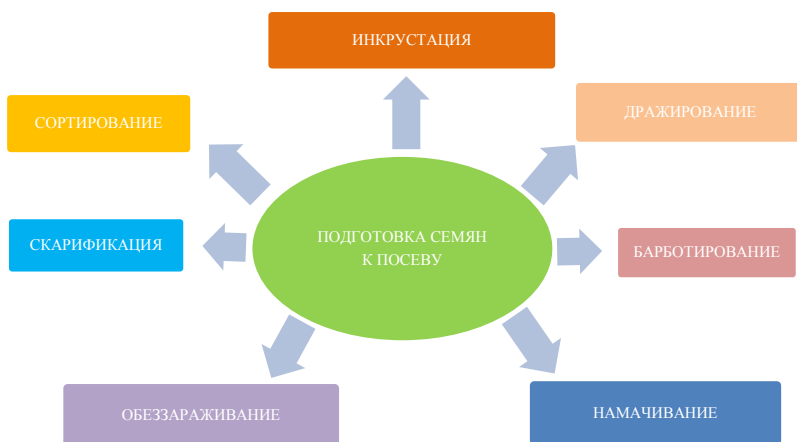 ИНКРУСТАЦИЯ
ДРАЖИРОВАНИЕ
СОРТИРОВАНИЕ
ПОДГОТОВКА СЕМЯН
К ПОСЕВУ
СКАРИФИКАЦИЯ
БАРБОТИРОВАНИЕ
ОБЕЗЗАРАЖИВАНИЕ
НАМАЧИВАНИЕ